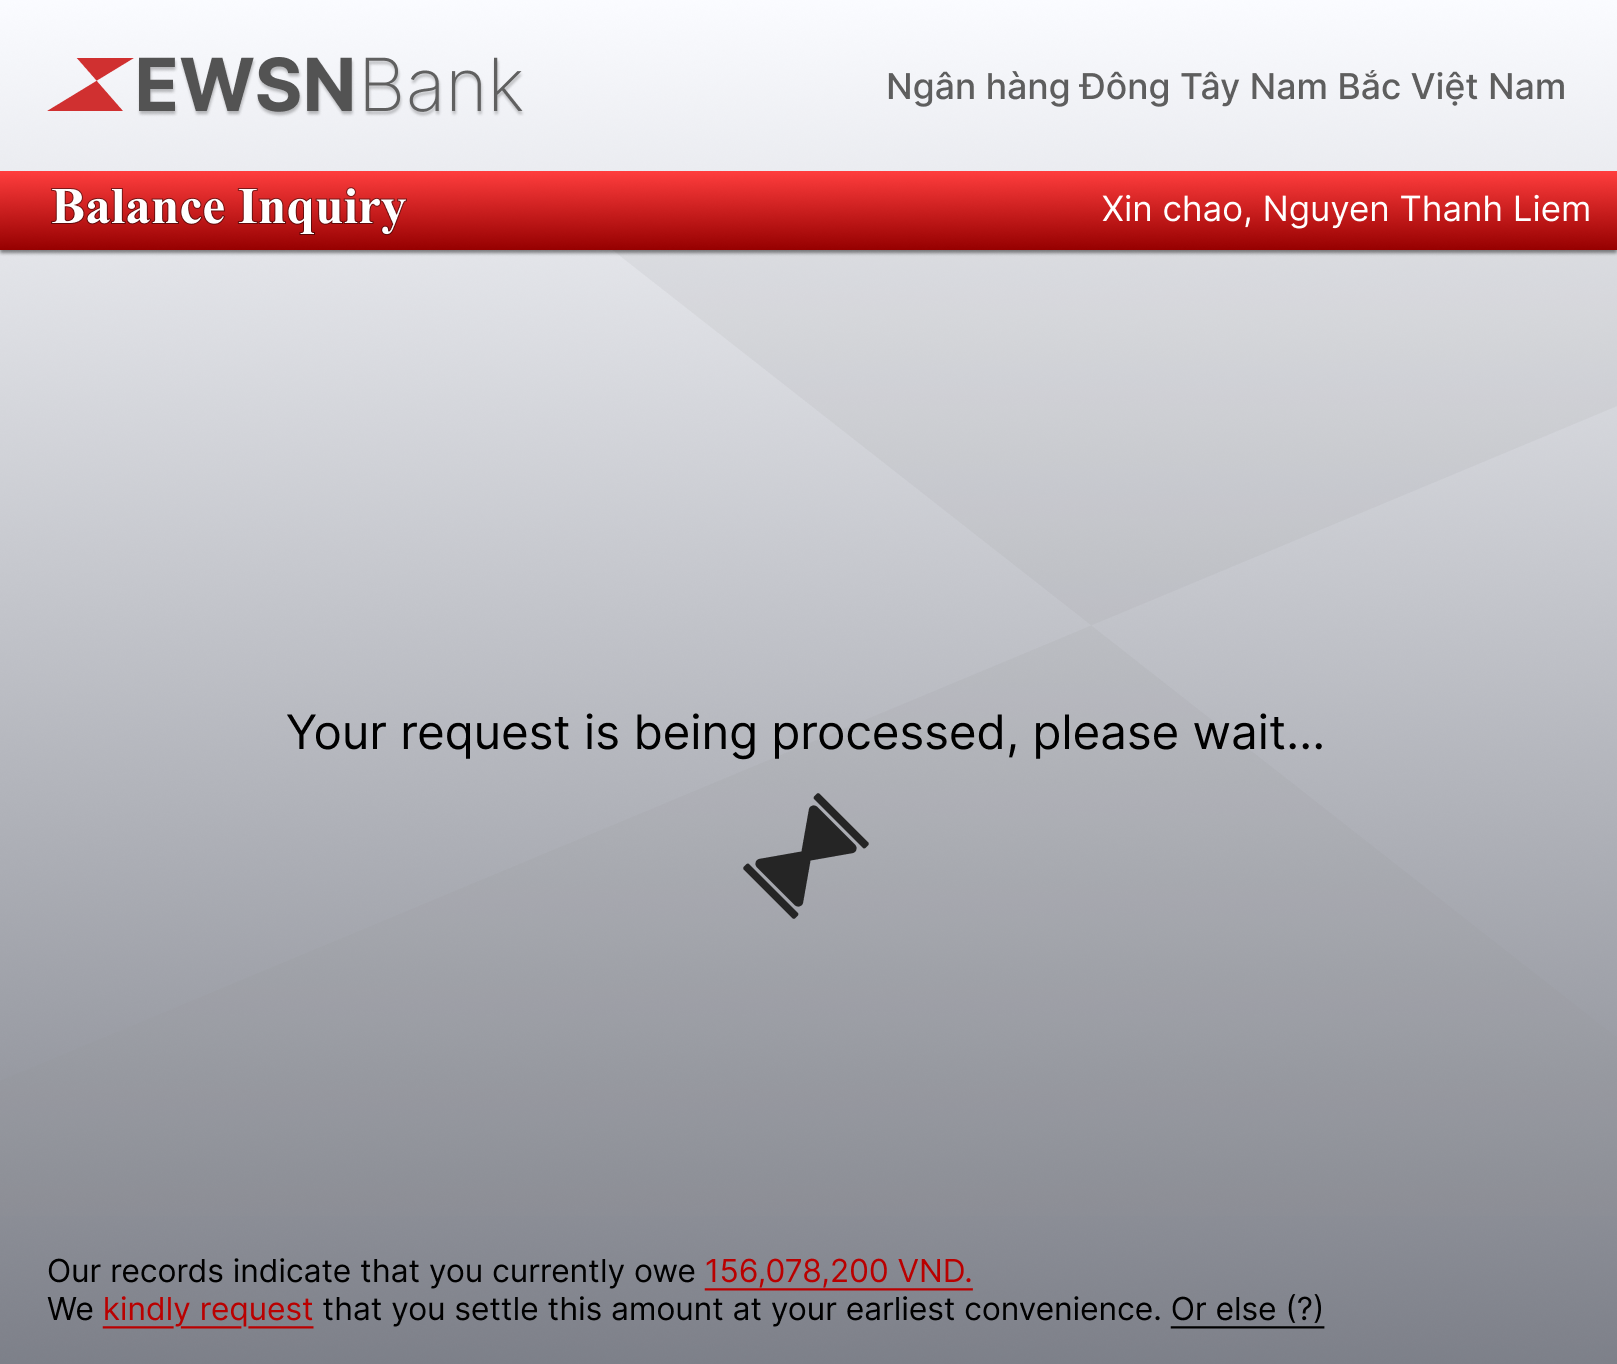 EWSNBank
Ngân hàng Đông Tây Nam Bắc Việt Nam
Balance Inquiry
Xin chao, Nguyen Thanh Liem
Your request is being processed, please wait...
Our records indicate that you currently owe 156,078,200 VND.
We kindly request that you settle this amount at your earliest convenience. Or else (?)